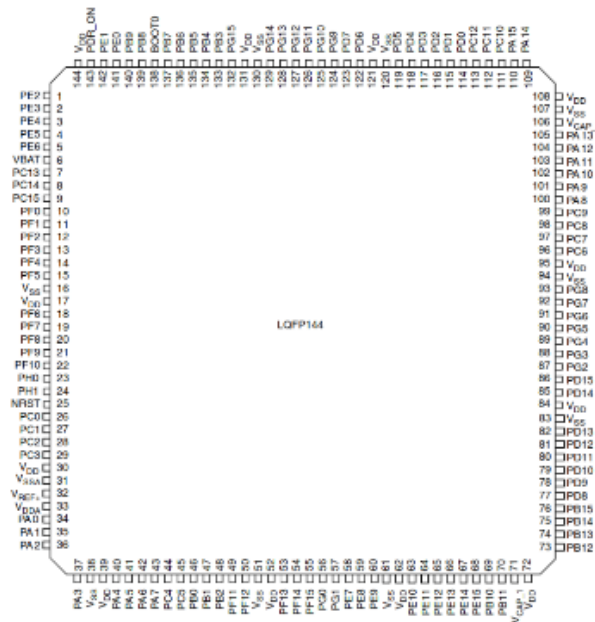 VDD 144
PDR_ON 143
PE1 142
PE0 141
PB9 140
PB8 139
BOOT0 138
PB7 137
PB6 136
PB5 135
PB4 134
PB3 133
PG15 132
VDD 131
VSS 130
PG14 129
PG13 128
PG12 127
PG11 126
PG10 125
PG9 124
PD7 123
PD6 122
VDD 121
VSS 120
PD5 119
PD4 118
PD3 117
PD2 116
PD1 115
PD0 114
PC12 113
PC11 112
PC10 111
PA15 110
PA14 109
PE2 1
PE3 2
PE4 3
PE5 4
PE6 5
VBAT 6
PC13 7
PC14 8
PC15 9
PF0 10
PF1 11
PF2 12
PF3 13
PF4 14
PF5 15
VSS 16
VDD 17
PF6 18
PF7 19
PF8 20
PF9 21
PF10 22
PH0 23
PH1 24
NRST 25
PC0 26
PC1 27
PC2 28
PC3 29
VDD 30
VSSA 31
VREF+ 32
VDDA 33
PA0 34
PA1 35
PA2 36
LQFP144
108 VDD
107 VSS
106 VCAP
105 PA13
104 PA12
103 PA11
102 PA10
101 PA9
100 PA8
99 PC9
98 PC8
97 PC7
96 PC6
95 VDD
94 VSS
93 PG8
92 PG7
91 PG6
90 PG5
89 PG4
88 PG3
87 PG2
86 PD15
85 PD14
84 VDD
83 VSS
82 PD13
81 PD12
80 PD11
79 PD10
78 PD9
77 PD8
76 PB15
75 PB14
74 PB13
73 PB12
PA3 37
VSS 38
VDD 39
PA4 40
PA5 41
PA6 42
PA7 43
PC4 44
PC5 45
PB0 46
PB1 47
PB2 48
PF11 49
PF12 50
VSS 51
VDD 52
PF13 53
PF14 54
PF15 55
PG0 56
PG1 57
PE7 58
PE8 59
PE9 60
VSS 61
VDD 62
PE10 63
PE11 64
PE12 65
PE13 66
PE14 67
PE15 68
PB10 69
PB11 70
VCAP_1 71
VDD 72